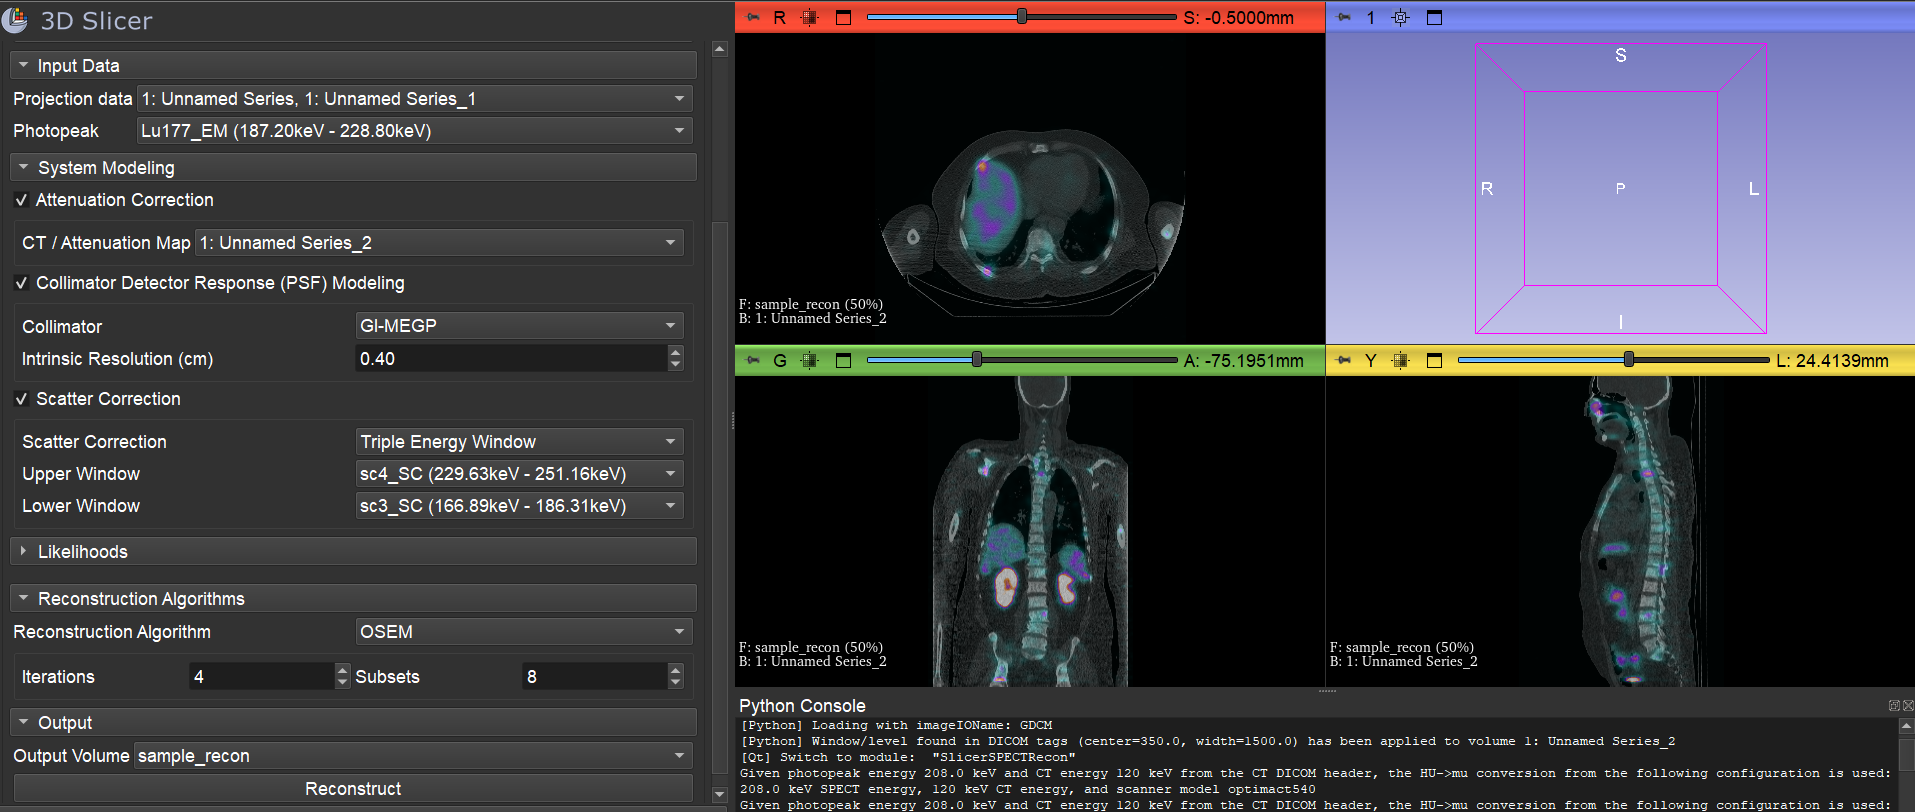 3D Slicer
Input Data
Projection data 1: Unnamed Series, 1: Unnamed Series_1
Photopeak Lu177_EM (187.20keV - 228.80keV)
System Modeling
Attenuation Correction
CT / Attenuation Map 1: Unnamed Series_2
Collimator Detector Response (PSF) Modeling
Collimator GI-MEGP
Intrinsic Resolution (cm) 0.40
Scatter Correction
Scatter Correction Triple Energy Window
Upper Window sc4_SC (229.63keV - 251.16keV)
Lower Window sc3_SC (166.89keV - 186.31keV)
Likelihoods
Reconstruction Algorithms
Reconstruction Algorithm OSEM
Iterations 4 Subsets 8
Output
Output Volume sample_recon
Reconstruct
R S: -0.5000mm
F: sample_recon (50%)
B: 1: Unnamed Series_2
1
S
R P L
I
G A: -75.1951mm
F: sample_recon (50%)
B: 1: Unnamed Series_2
Y L: 24.4139mm
F: sample_recon (50%)
B: 1: Unnamed Series_2
Python Console
[Python] Loading with imageIOName: GDCM
[Python] Window/level found in DICOM tags (center=350.0, width=1500.0) has been applied to volume 1: Unnamed Series_2
[Qt] Switch to module:  "SlicerSPECTRecon"
Given photopeak energy 208.0 keV and CT energy 120 keV from the CT DICOM header, the HU->mu conversion from the following configuration is used:
208.0 keV SPECT energy, 120 keV CT energy, and scanner model optimact540
Given photopeak energy 208.0 keV and CT energy 120 keV from the CT DICOM header, the HU->mu conversion from the following configuration is used: